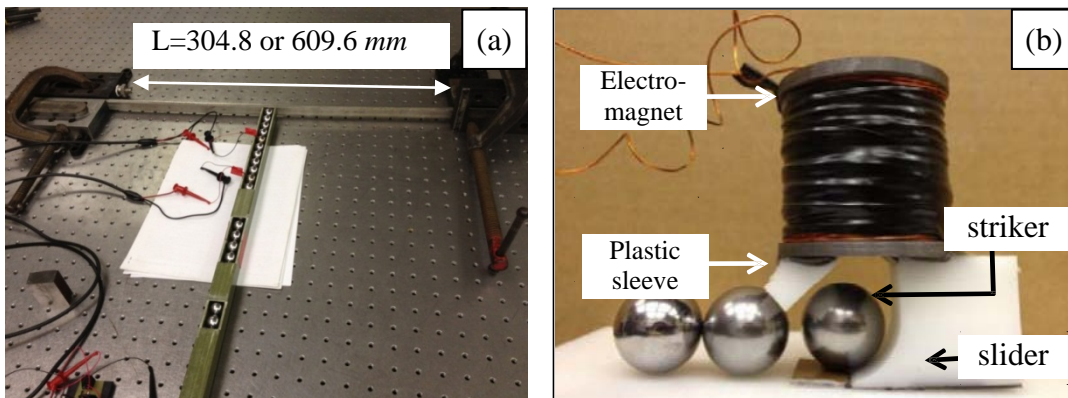 L=304.8 or 609.6 mm
(a)
(b)
Electro-
magnet
Plastic
sleeve
striker
slider